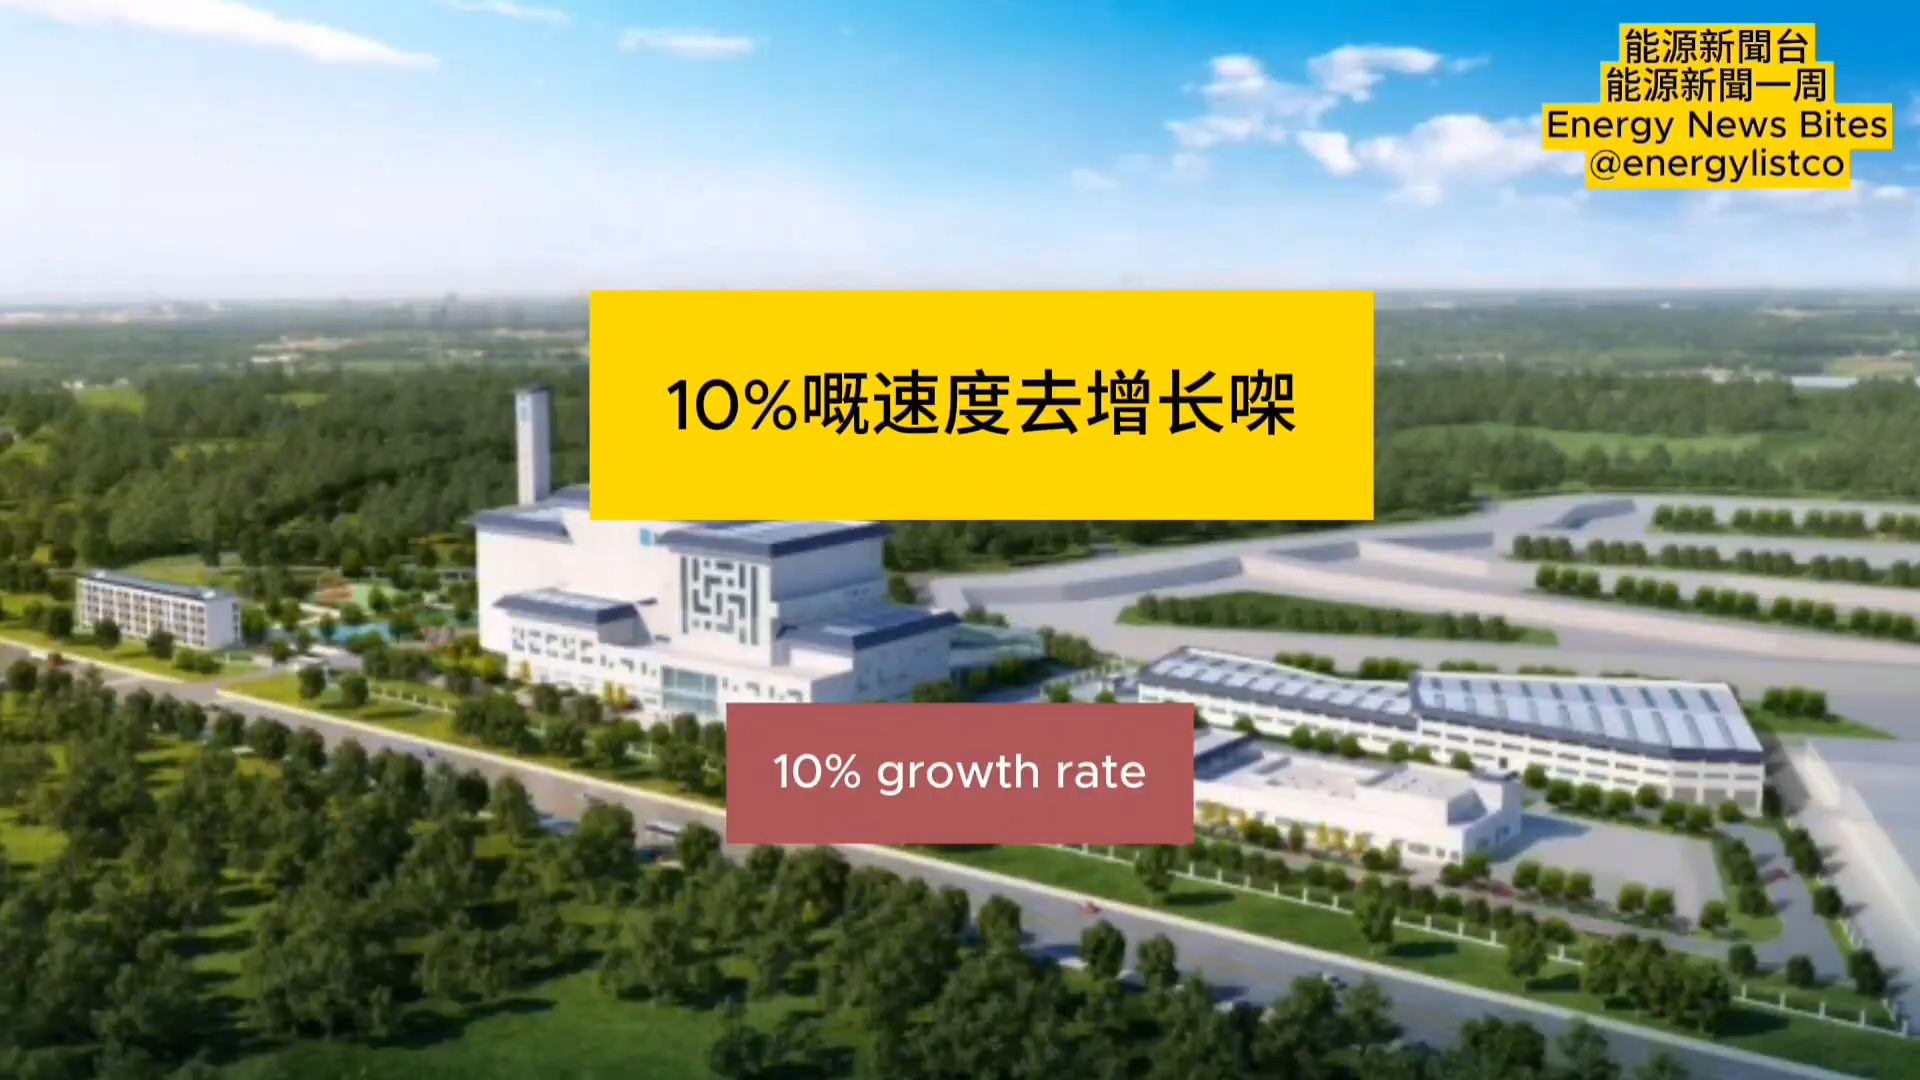 能源新聞台
能源新聞一周
Energy News Bites
@energylistco
10%嘅速度去增长㗎
10% growth rate